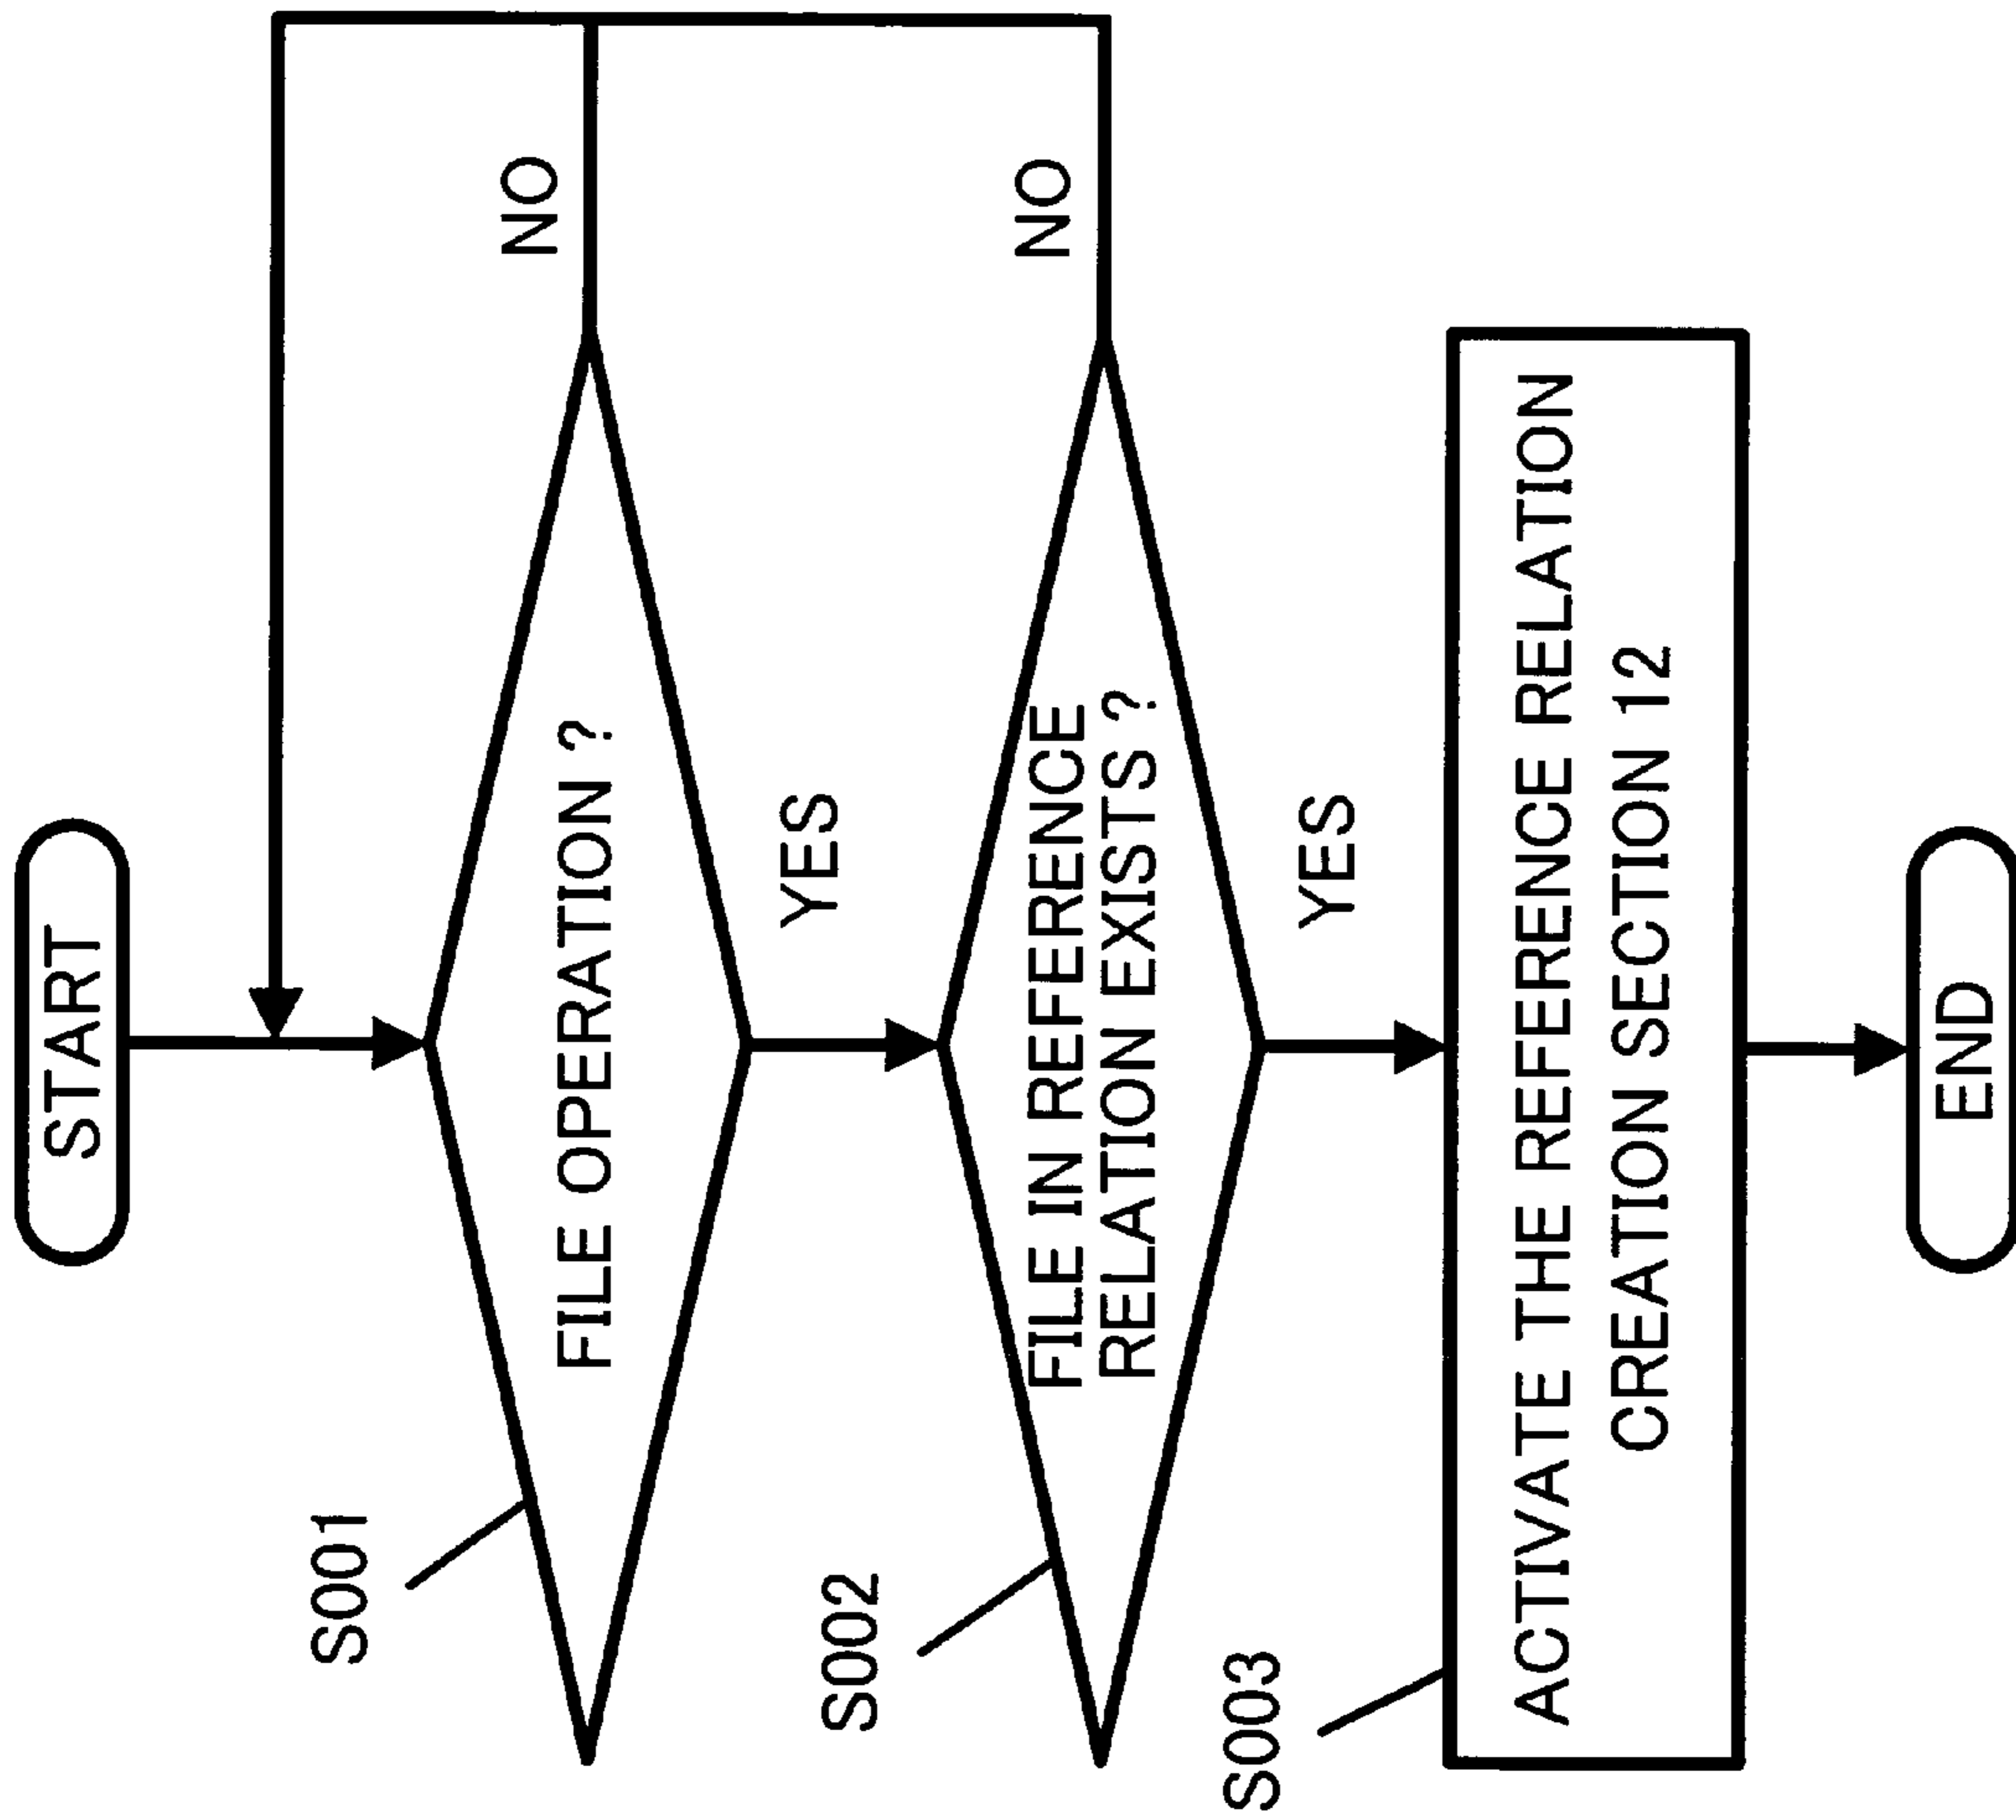 START
S001
FILE OPERATION ?
NO
YES
S002
FILE IN REFERENCE
RELATION EXISTS ?
NO
YES
S003
ACTIVATE THE REFERENCE RELATION
CREATION SECTION 12
END